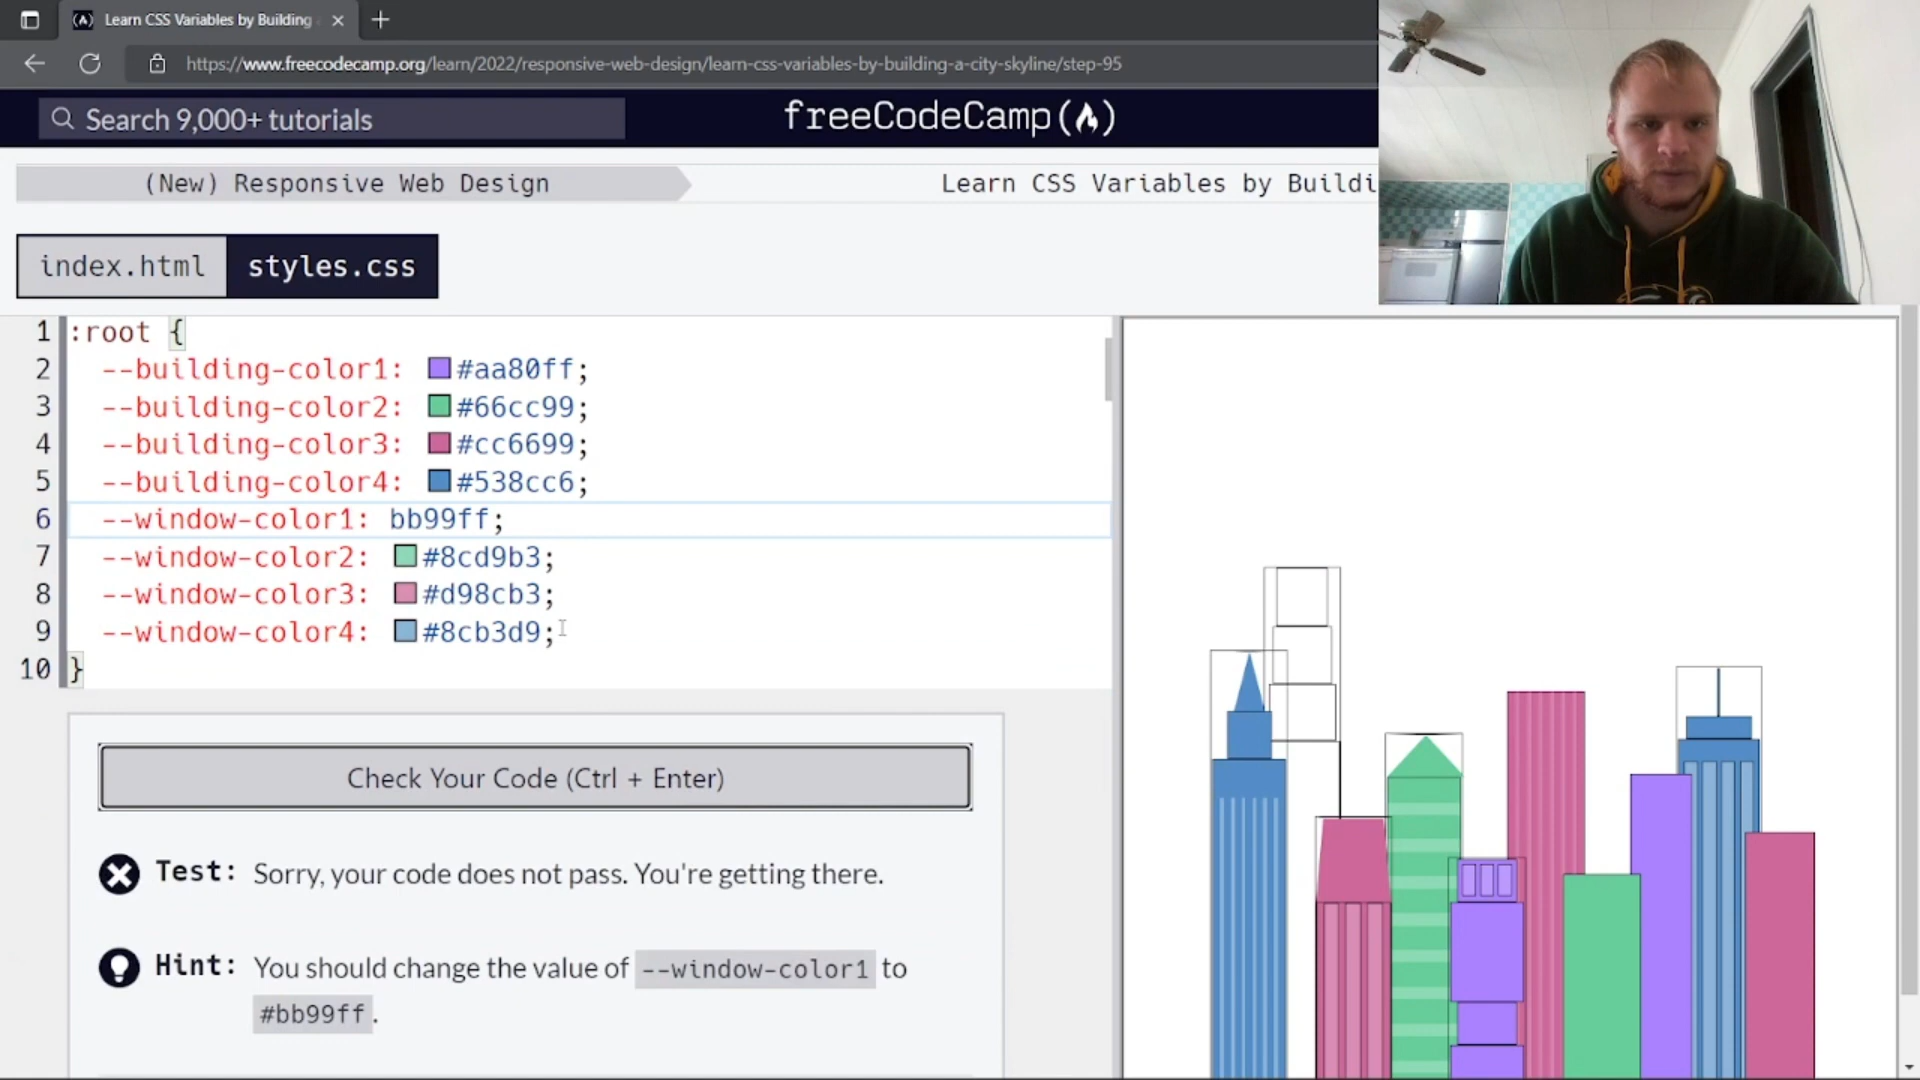 Learn CSS Variables by Building
https://www.freecodecamp.org/learn/2022/responsive-web-design/learn-css-variables-by-building-a-city-skyline/step-95
Search 9,000+ tutorials
freeCodeCamp
(New) Responsive Web Design
Learn CSS Variables by Buildi
index.html
styles.css
1 :root {
2 --building-color1: #aa80ff;
3 --building-color2: #66cc99;
4 --building-color3: #cc6699;
5 --building-color4: #538cc6;
6 --window-color1: bb99ff;
7 --window-color2: #8cd9b3;
8 --window-color3: #d98cb3;
9 --window-color4: #8cb3d9;
10 }
Check Your Code (Ctrl + Enter)
Test: Sorry, your code does not pass. You're getting there.
Hint: You should change the value of --window-color1 to
#bb99ff.